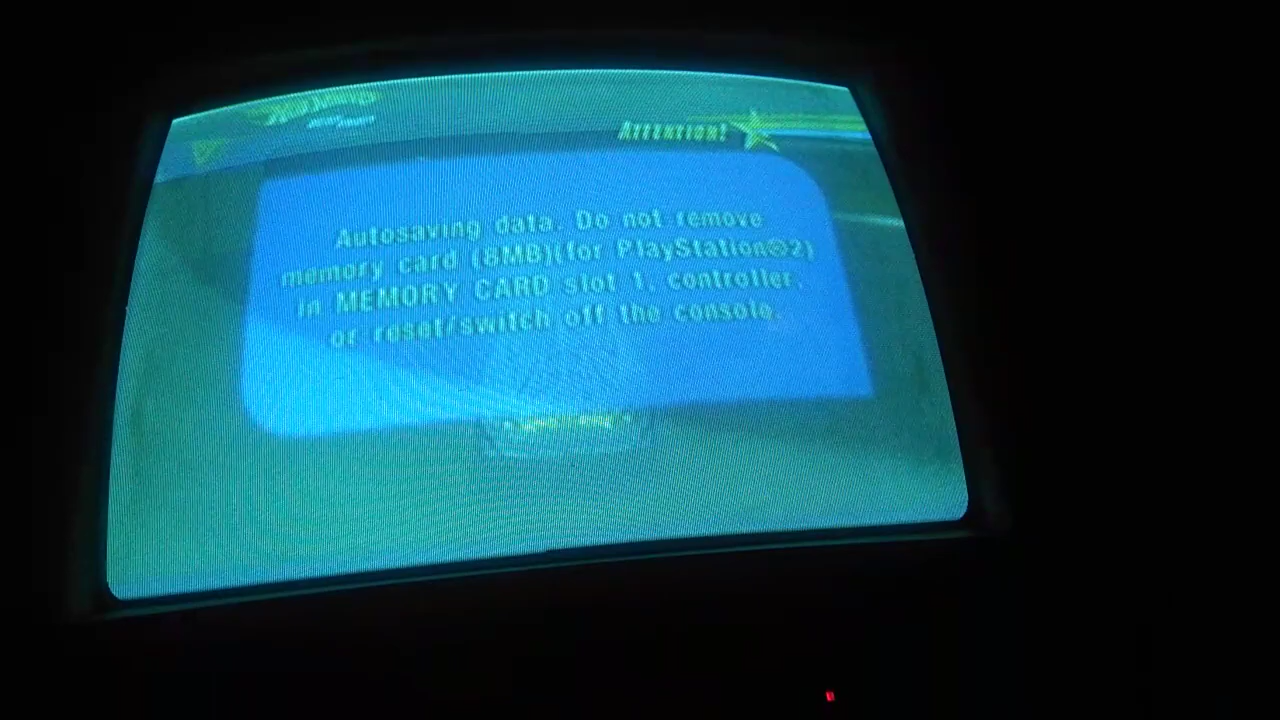 Attention!
Autosaving data. Do not remove
memory card (8MB)(for PlayStation®2)
in MEMORY CARD slot 1, controller,
or reset/switch off the console.